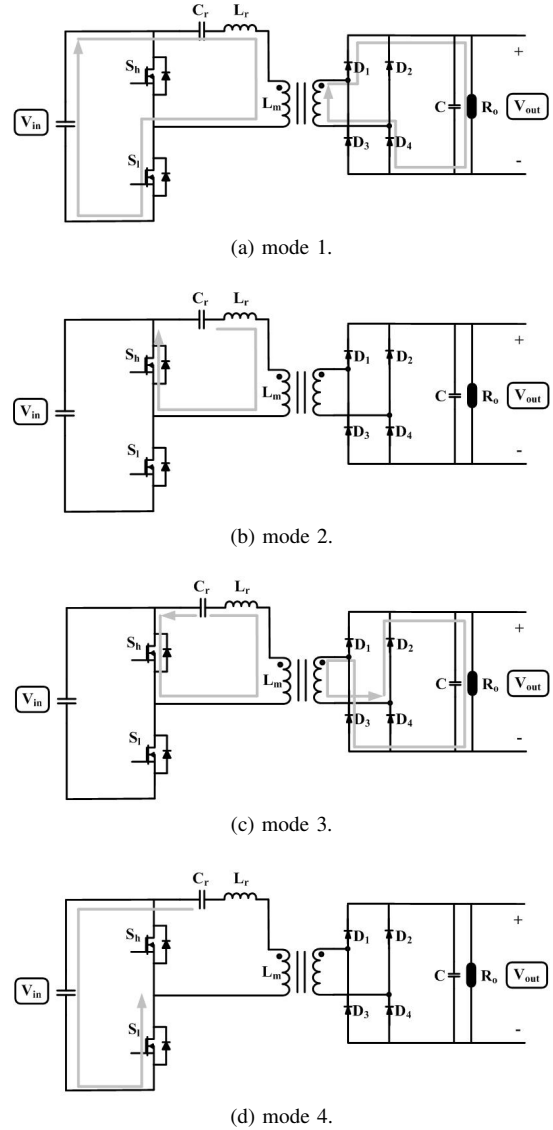 Cr Lr
Sh
D1 D2
+
Lm
Vin
C Ro Vout
D3 D4
Sl
-
(a) mode 1.
Cr Lr
Sh
D1 D2
+
Lm
Vin
C Ro Vout
D3 D4
Sl
-
(b) mode 2.
Cr Lr
Sh
D1 D2
+
Lm
Vin
C Ro Vout
D3 D4
Sl
-
(c) mode 3.
Cr Lr
Sh
D1 D2
+
Lm
Vin
C Ro Vout
D3 D4
Sl
-
(d) mode 4.